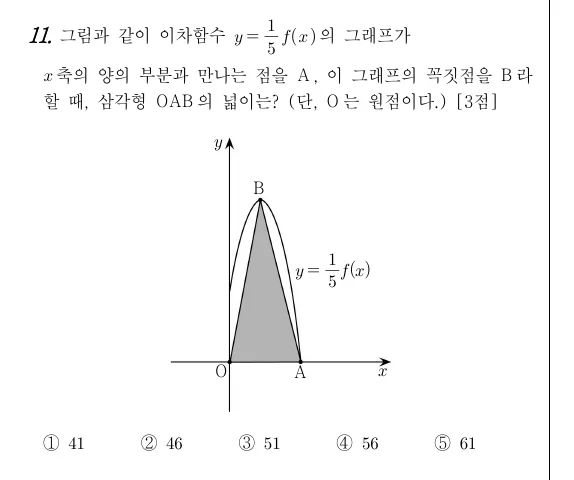 11. 그림과 같이 이차함수 y=1/5 f(x)의 그래프가
x축의 양의 부분과 만나는 점을 A, 이 그래프의 꼭짓점을 B라
할 때, 삼각형 OAB의 넓이는? (단, O는 원점이다.) [3점]
y
B
y=1/5 f(x)
O
A
x
① 41 ② 46 ③ 51 ④ 56 ⑤ 61